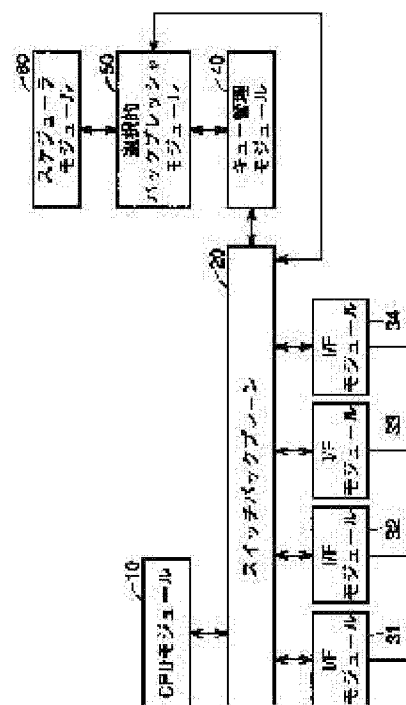 CPUモジュール
10
スイッチバックプレーン
20
I/F
モジュール
31
I/F
モジュール
32
I/F
モジュール
33
I/F
モジュール
34
キュー管理
モジュール
40
選択的
バックプレッシャ
モジュール
50
スケジューラ
モジュール
60